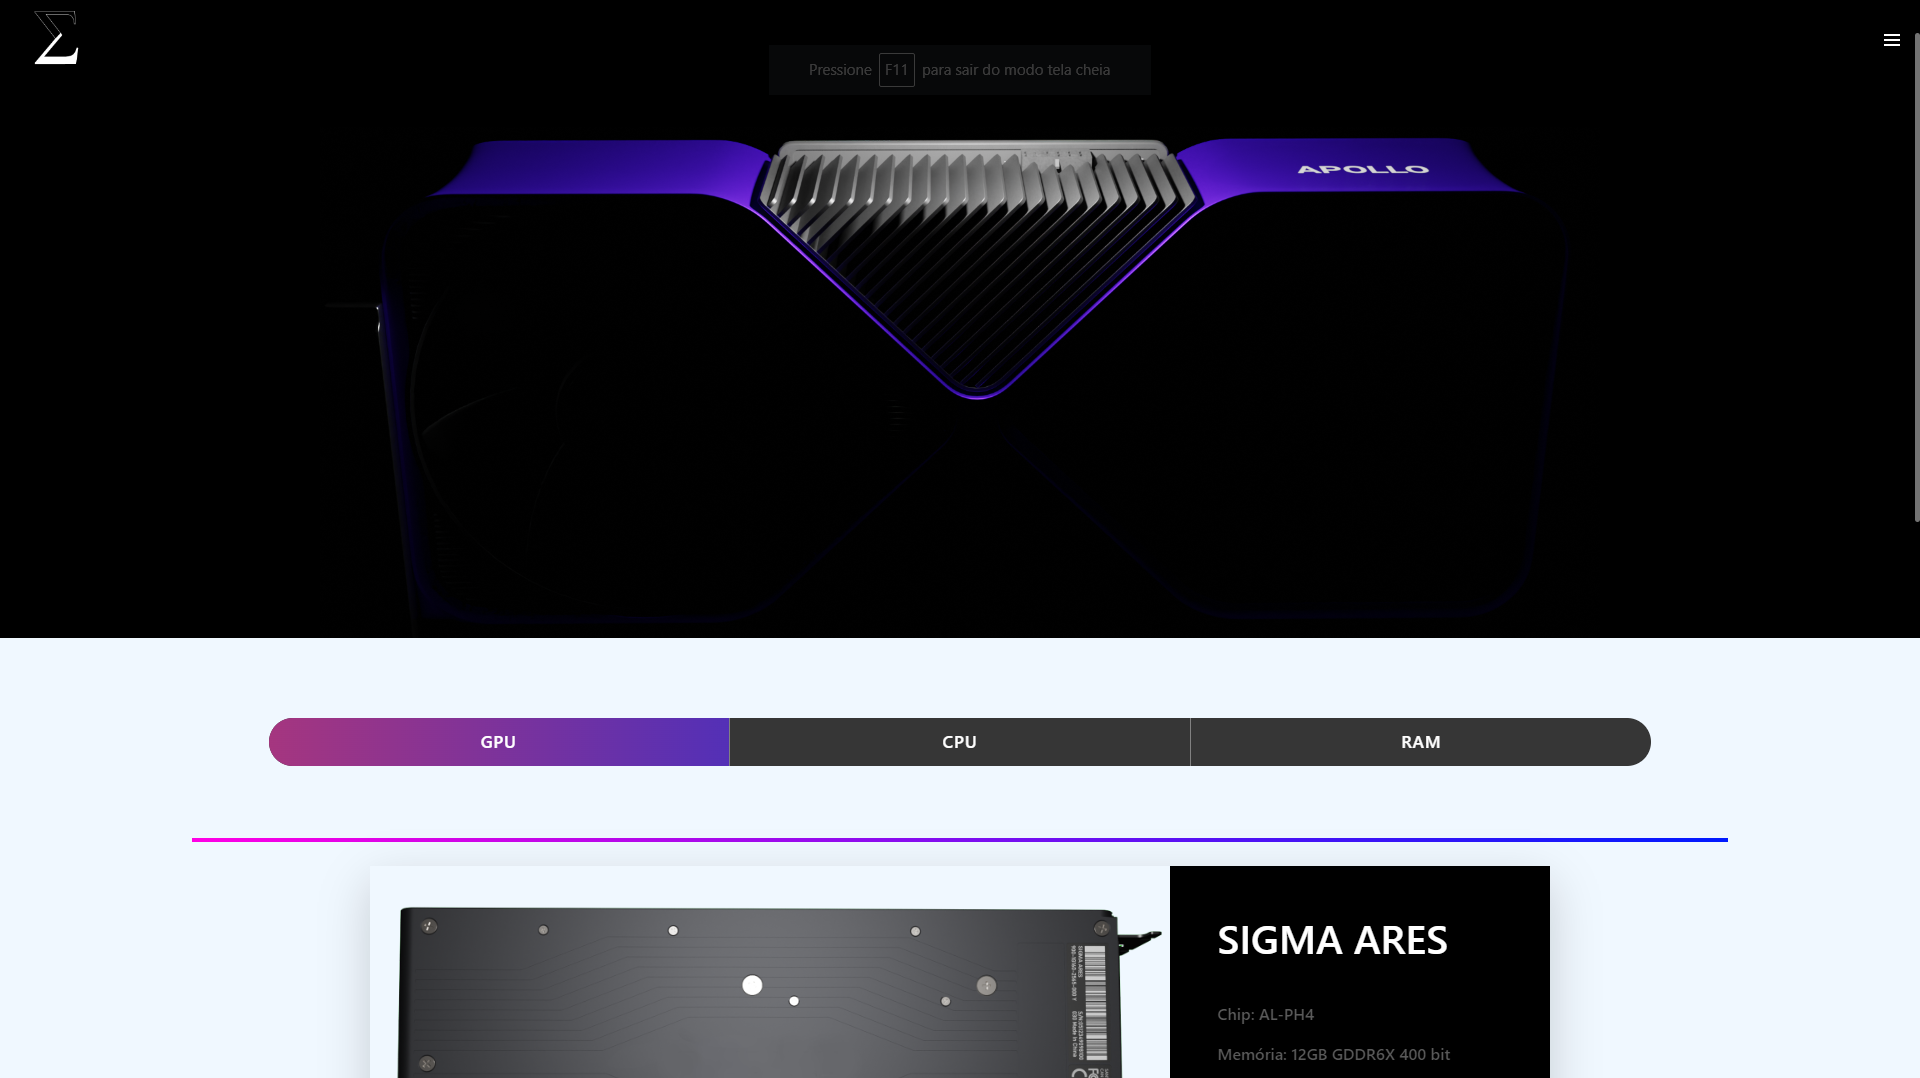 Σ
Pressione F11 para sair do modo tela cheia
APOLLO
GPU
CPU
RAM
SIGMA ARES
SIGMA ARES
Chip: AL-PH4
Memória: 12GB GDDR6X 400 bit